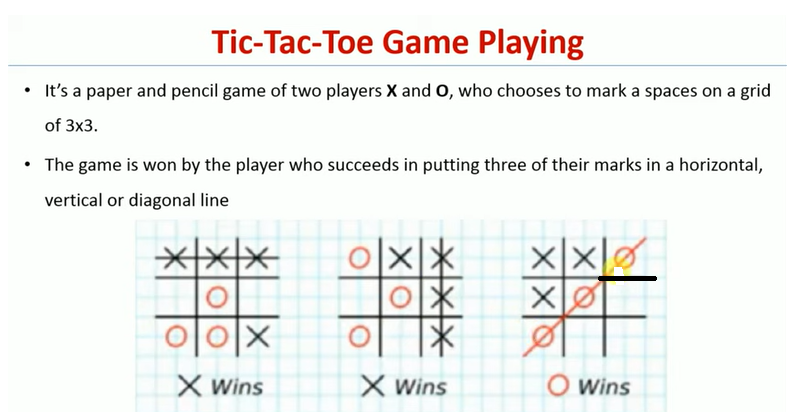 Tic-Tac-Toe Game Playing
• It’s a paper and pencil game of two players X and O, who chooses to mark a spaces on a grid
of 3x3.
• The game is won by the player who succeeds in putting three of their marks in a horizontal,
vertical or diagonal line
X X X O X X X X O
O O X X O
O O X O X O
X Wins X Wins O Wins